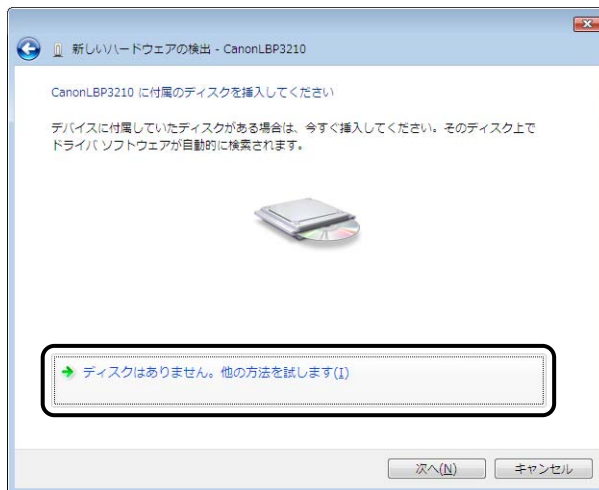 新しいハードウェアの検出 - CanonLBP3210
CanonLBP3210 に付属のディスクを挿入してください
デバイスに付属していたディスクがある場合は、今すぐ挿入してください。そのディスク上で
ドライバ ソフトウェアが自動的に検索されます。
ディスクはありません。他の方法を試します(I)
次へ(N) キャンセル